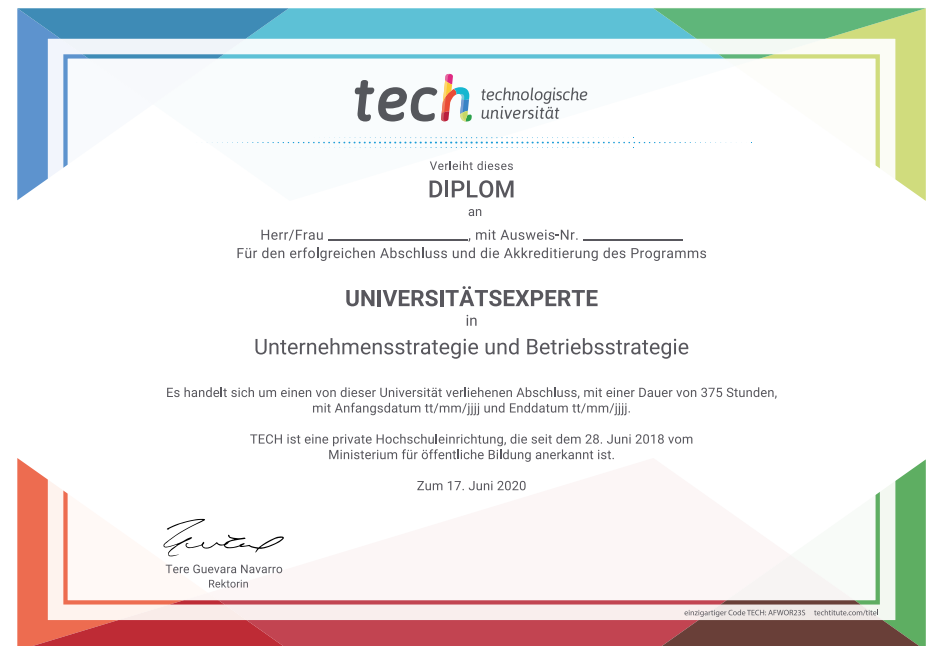 tech technologische
universität
Verleiht dieses
DIPLOM
an
Herr/Frau ____________, mit Ausweis-Nr. ____________
Für den erfolgreichen Abschluss und die Akkreditierung des Programms
UNIVERSITÄTSEXPERTE
in
Unternehmensstrategie und Betriebsstrategie
Es handelt sich um einen von dieser Universität verliehenen Abschluss, mit einer Dauer von 375 Stunden,
mit Anfangsdatum tt/mm/jjjj und Enddatum tt/mm/jjjj.
TECH ist eine private Hochschuleinrichtung, die seit dem 28. Juni 2018 vom
Ministerium für öffentliche Bildung anerkannt ist.
Zum 17. Juni 2020
Tere Guevara Navarro
Rektorin
einzigartiger Code TECH: AFWOR235 techtitute.com/titel